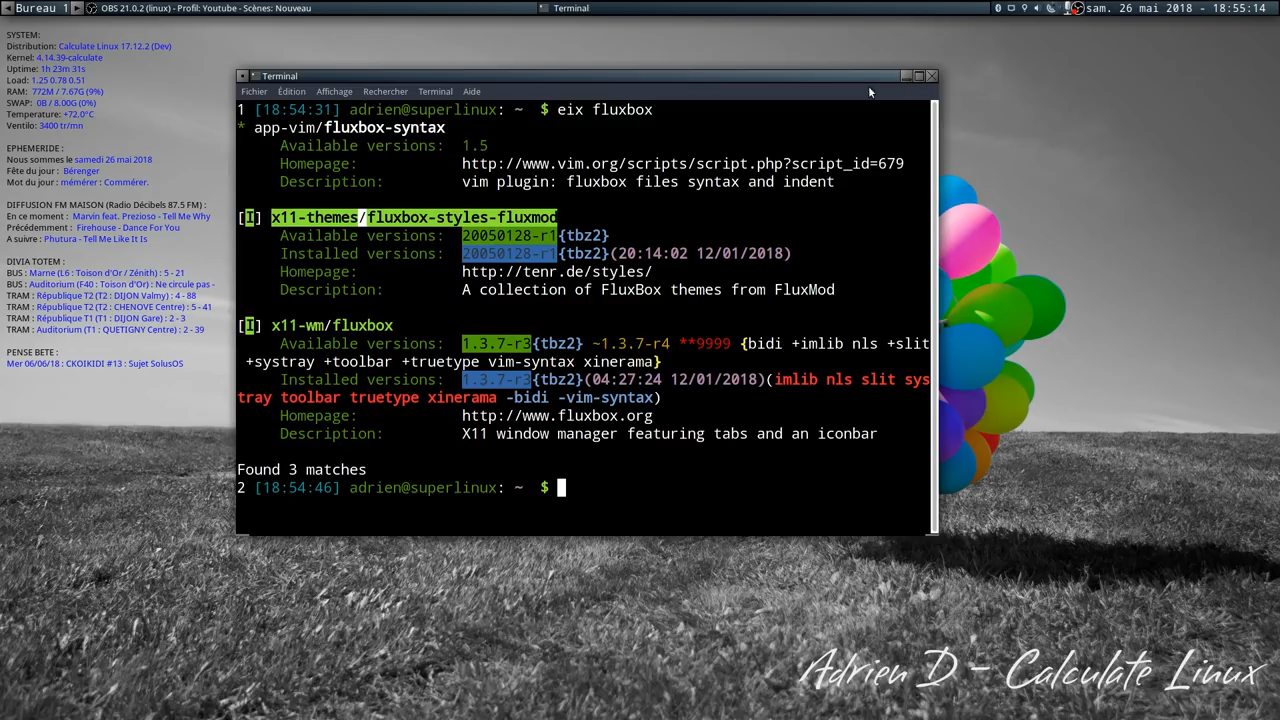 Bureau 1
OBS 21.0.2 (linux) - Profil: Youtube - Scènes: Nouveau
Terminal
sam. 26 mai 2018 - 18:55:14
SYSTEM:
Distribution: Calculate Linux 17.12.2 (Dev)
Kernel: 4.14.39-calculate
Uptime: 1h 23m 31s
Load: 1.25 0.78 0.51
RAM: 772M / 7.67G (9%)
SWAP: 0B / 8.00G (0%)
Temperature: +72.0°C
Ventilo: 3400 tr/mn
EPHEMERIDE :
Nous sommes le samedi 26 mai 2018
Fête du jour : Bérenger
Mot du jour : mémérer : Commérer.
DIFFUSION FM MAISON (Radio Décibels 87.5 FM) :
En ce moment : Marvin feat. Prezioso - Tell Me Why
Précédemment : Firehouse - Dance For You
A suivre : Phutura - Tell Me Like It Is
DIVIA TOTEM :
BUS : Marne (L6 : Toison d'Or / Zénith) : 5 - 21
BUS : Auditorium (F40 : Toison d'Or) : Ne circule pas -
TRAM : République T2 (T2 : DIJON Valmy) : 4 - 88
TRAM : République T2 (T2 : CHENOVE Centre) : 5 - 41
TRAM : République T1 (T1 : DIJON Gare) : 2 - 3
TRAM : Auditorium (T1 : QUETIGNY Centre) : 2 - 39
PENSE BETE :
Mer 06/06/18 : CKOIKIDI #13 : Sujet SolusOS
Terminal
Fichier Édition Affichage Rechercher Terminal Aide
1 [18:54:31] adrien@superlinux: ~ $ eix fluxbox
* app-vim/fluxbox-syntax
Available versions: 1.5
Homepage: http://www.vim.org/scripts/script.php?script_id=679
Description: vim plugin: fluxbox files syntax and indent
[I] x11-themes/fluxbox-styles-fluxmod
Available versions: 20050128-r1{tbz2}
Installed versions: 20050128-r1{tbz2}(20:14:02 12/01/2018)
Homepage: http://tenr.de/styles/
Description: A collection of FluxBox themes from FluxMod
[I] x11-wm/fluxbox
Available versions: 1.3.7-r3{tbz2} ~1.3.7-r4 **9999 {bidi +imlib nls +slit
+systray +toolbar +truetype vim-syntax xinerama}
Installed versions: 1.3.7-r3{tbz2}(04:27:24 12/01/2018)(imlib nls slit sys
tray toolbar truetype xinerama -bidi -vim-syntax)
Homepage: http://www.fluxbox.org
Description: X11 window manager featuring tabs and an iconbar
Found 3 matches
2 [18:54:46] adrien@superlinux: ~ $
Adrien D - Calculate Linux